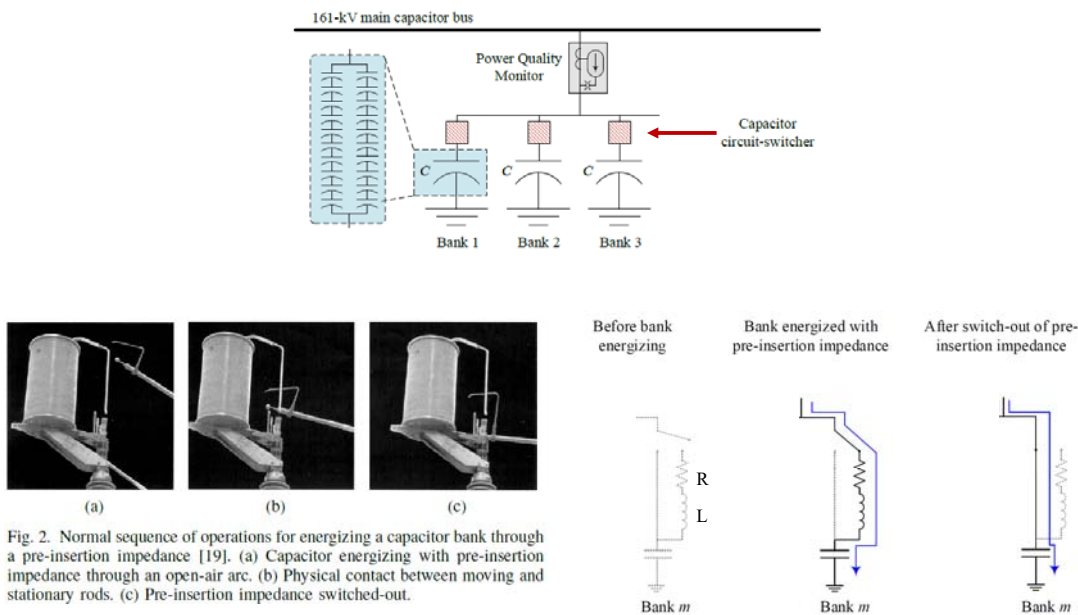 161-kV main capacitor bus
Power Quality
Monitor
Capacitor
circuit-switcher
C
C
C
Bank 1
Bank 2
Bank 3
Before bank
energizing
Bank energized with
pre-insertion impedance
After switch-out of pre-
insertion impedance
R
L
(a)
(b)
(c)
Fig. 2. Normal sequence of operations for energizing a capacitor bank through
a pre-insertion impedance [19]. (a) Capacitor energizing with pre-insertion
impedance through an open-air arc. (b) Physical contact between moving and
stationary rods. (c) Pre-insertion impedance switched-out.
Bank m
Bank m
Bank m